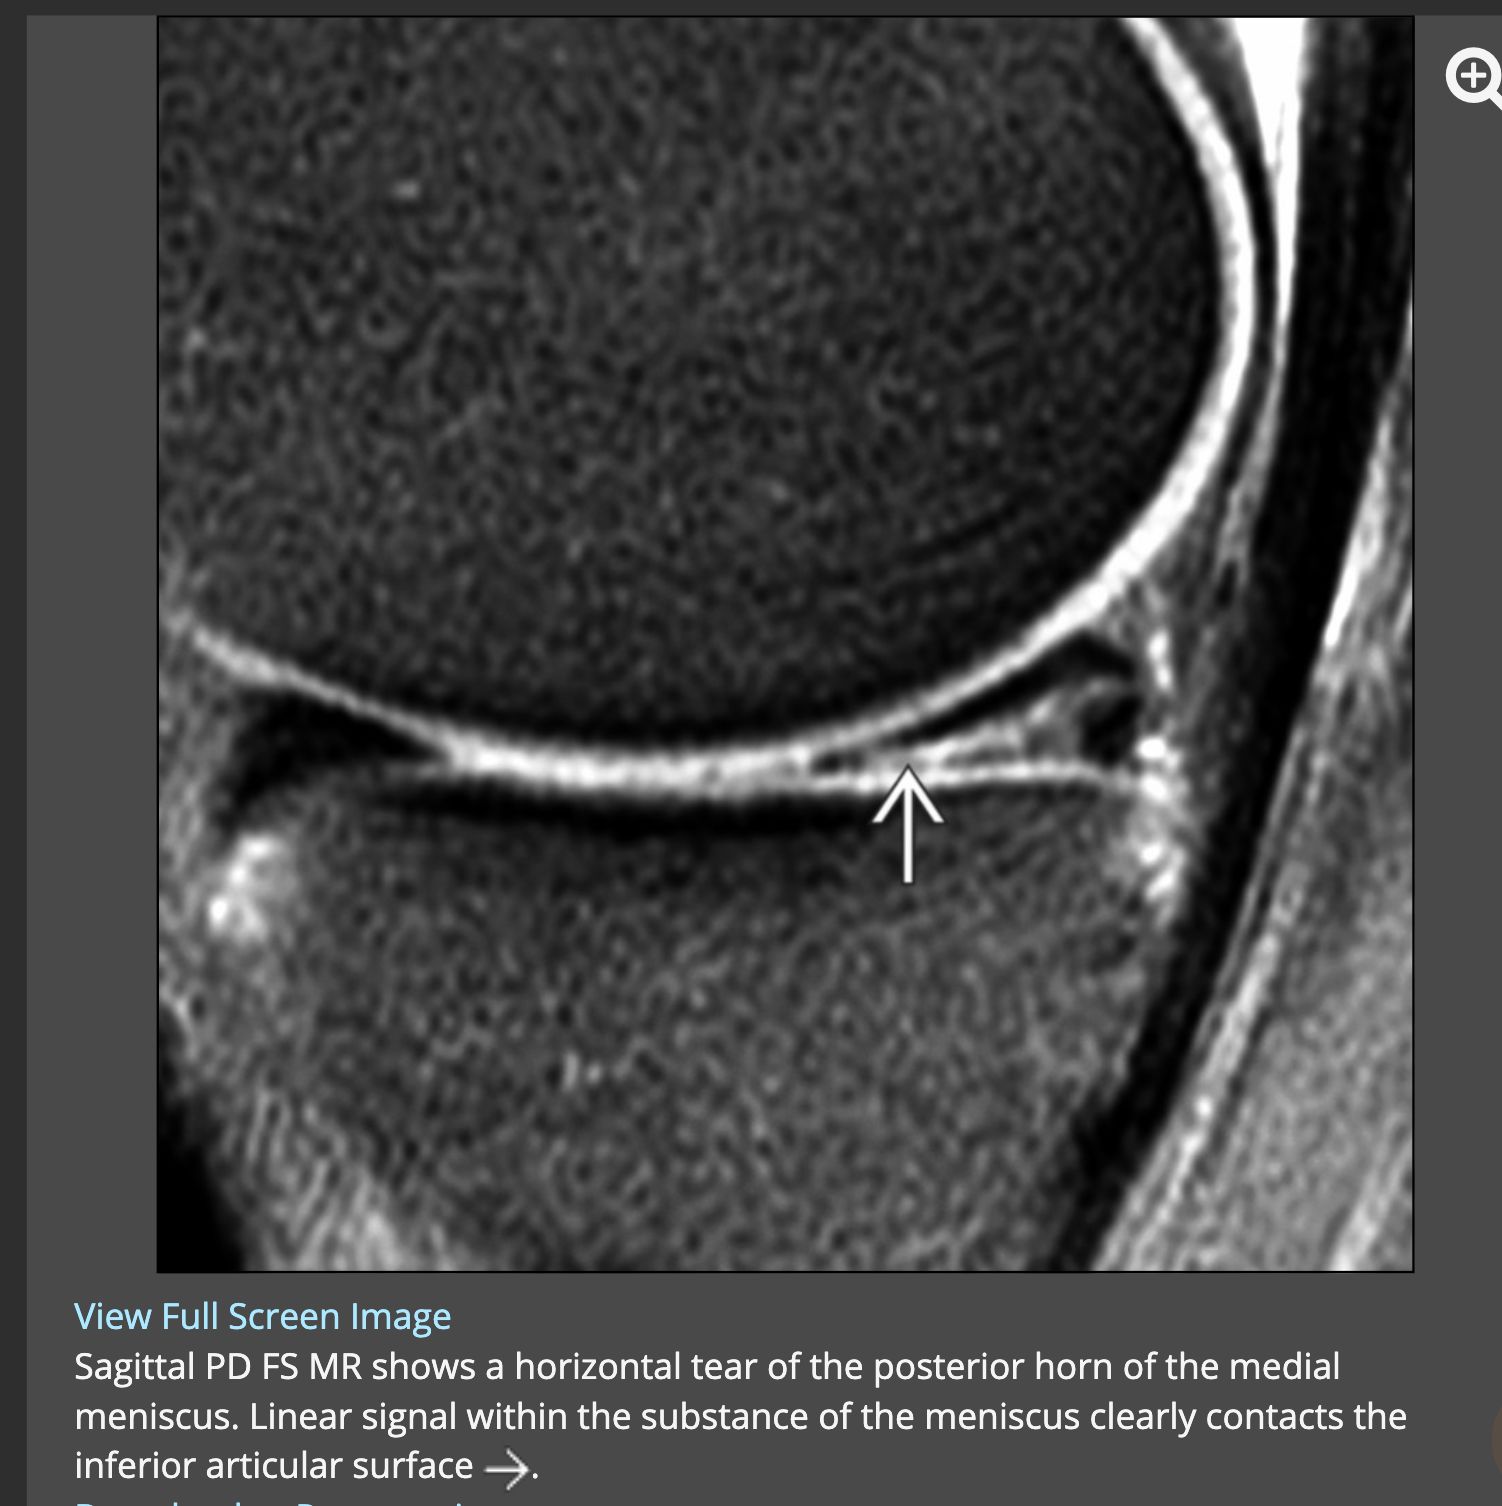 View Full Screen Image
Sagittal PD FS MR shows a horizontal tear of the posterior horn of the medial
meniscus. Linear signal within the substance of the meniscus clearly contacts the
inferior articular surface →.